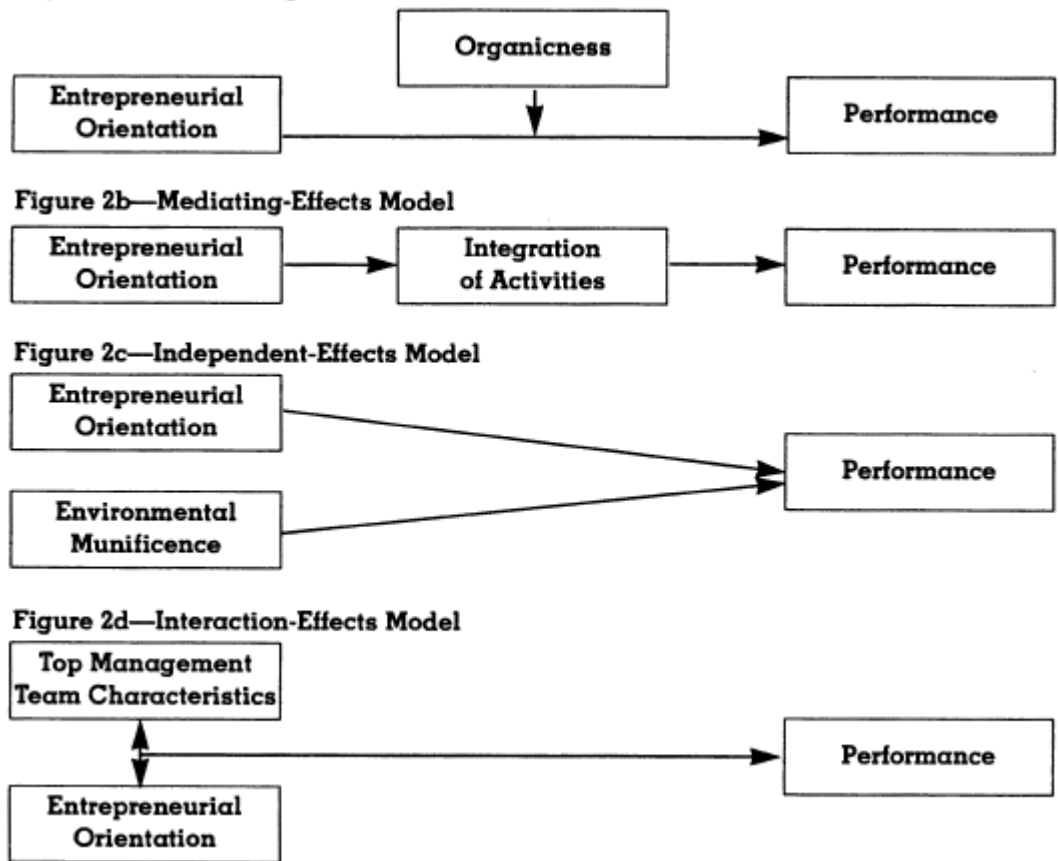 Organicness
Entrepreneurial
Orientation
Performance
Figure 2b—Mediating-Effects Model
Entrepreneurial
Orientation
Integration
of Activities
Performance
Figure 2c—Independent-Effects Model
Entrepreneurial
Orientation
Performance
Environmental
Munificence
Figure 2d—Interaction-Effects Model
Top Management
Team Characteristics
Performance
Entrepreneurial
Orientation